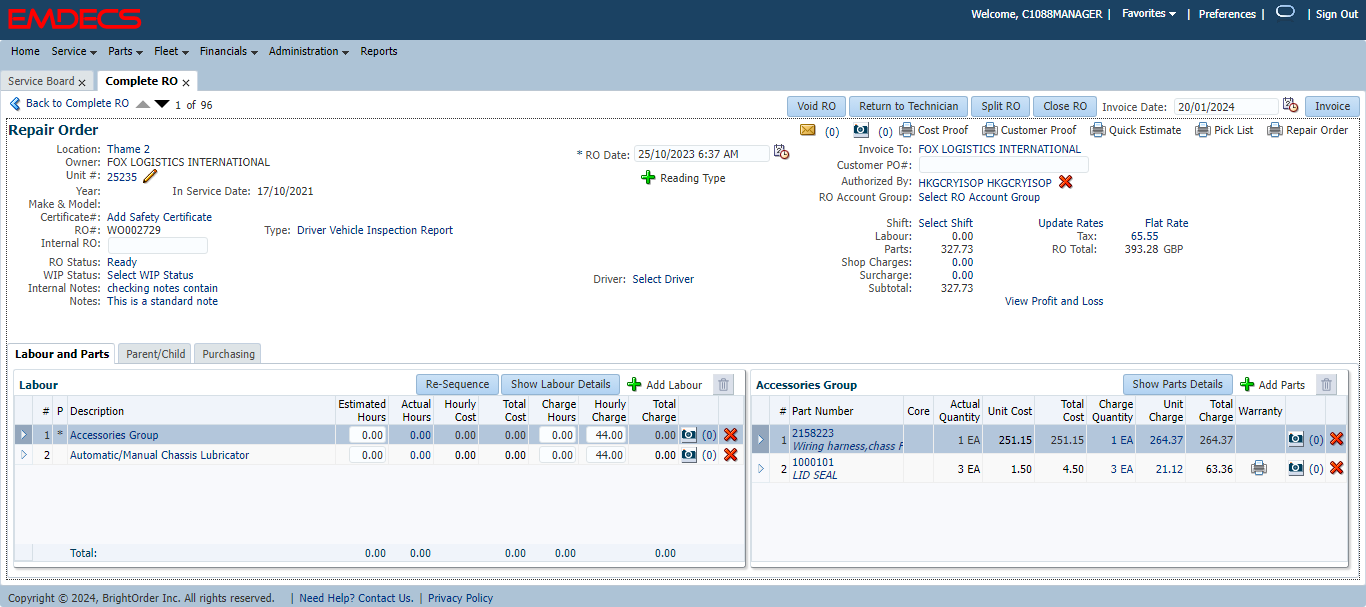 EMDECS
Welcome, C1088MANAGER | Favorites | Preferences | | Sign Out
Home Service Parts Fleet Financials Administration Reports
Service Board x Complete RO x
Back to Complete RO 1 of 96 Void RO Return to Technician Split RO Close RO Invoice Date: 20/01/2024 Invoice
Repair Order (0) (0) Cost Proof Customer Proof Quick Estimate Pick List Repair Order
Location: Thame 2 * RO Date: 25/10/2023 6:37 AM Invoice To: FOX LOGISTICS INTERNATIONAL
Owner: FOX LOGISTICS INTERNATIONAL Customer PO#:
Unit #: 25235 Reading Type Authorized By: HKGCRYISOP HKGCRYISOP
Year: In Service Date: 17/10/2021 RO Account Group: Select RO Account Group
Make & Model:
Certificate#: Add Safety Certificate Shift: Select Shift Update Rates Flat Rate
RO#: WO002729 Type: Driver Vehicle Inspection Report Labour: 0.00 Tax: 65.55
Internal RO: Parts: 327.73 RO Total: 393.28 GBP
RO Status: Ready Shop Charges: 0.00
WIP Status: Select WIP Status Driver: Select Driver Surcharge: 0.00
Internal Notes: checking notes contain Subtotal: 327.73
Notes: This is a standard note View Profit and Loss
Labour and Parts Parent/Child Purchasing
Labour Re-Sequence Show Labour Details Add Labour
# P Description Estimated Hours Actual Hours Hourly Cost Total Cost Charge Hours Hourly Charge Total Charge
1 * Accessories Group 0.00 0.00 0.00 0.00 0.00 44.00 0.00 (0)
2 Automatic/Manual Chassis Lubricator 0.00 0.00 0.00 0.00 0.00 44.00 0.00 (0)
Total: 0.00 0.00 0.00 0.00 0.00
Accessories Group Show Parts Details Add Parts
# Part Number Core Actual Quantity Unit Cost Total Cost Charge Quantity Unit Charge Total Charge Warranty
1 2158223 1 EA 251.15 251.15 1 EA 264.37 264.37 (0)
Wiring harness,chass F
2 1000101 3 EA 1.50 4.50 3 EA 21.12 63.36 (0)
LID SEAL
Copyright © 2024, BrightOrder Inc. All rights reserved. | Need Help? Contact Us. | Privacy Policy